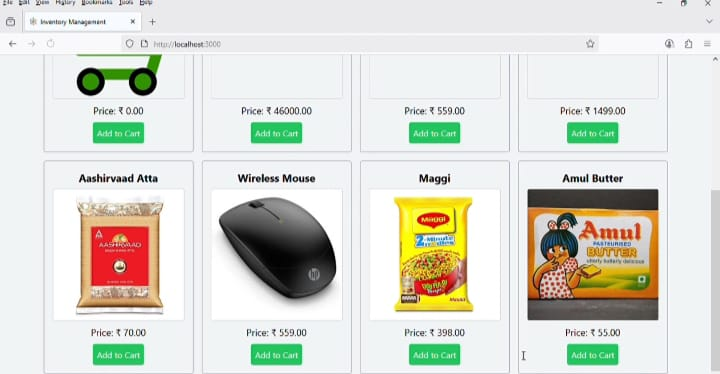 File Edit View History Bookmarks Tools Help
Inventory Management
http://localhost:3000
Price: ₹ 0.00
Price: ₹ 46000.00
Price: ₹ 559.00
Price: ₹ 1499.00
Add to Cart
Add to Cart
Add to Cart
Add to Cart
Aashirvaad Atta
Wireless Mouse
Maggi
Amul Butter
AASHIRVAAD
hp
Maggi
2-Minute
Noodles
Masala
Amul
PASTEURISED
BUTTER
utterly butterly delicious
Price: ₹ 70.00
Price: ₹ 559.00
Price: ₹ 398.00
Price: ₹ 55.00
Add to Cart
Add to Cart
Add to Cart
Add to Cart